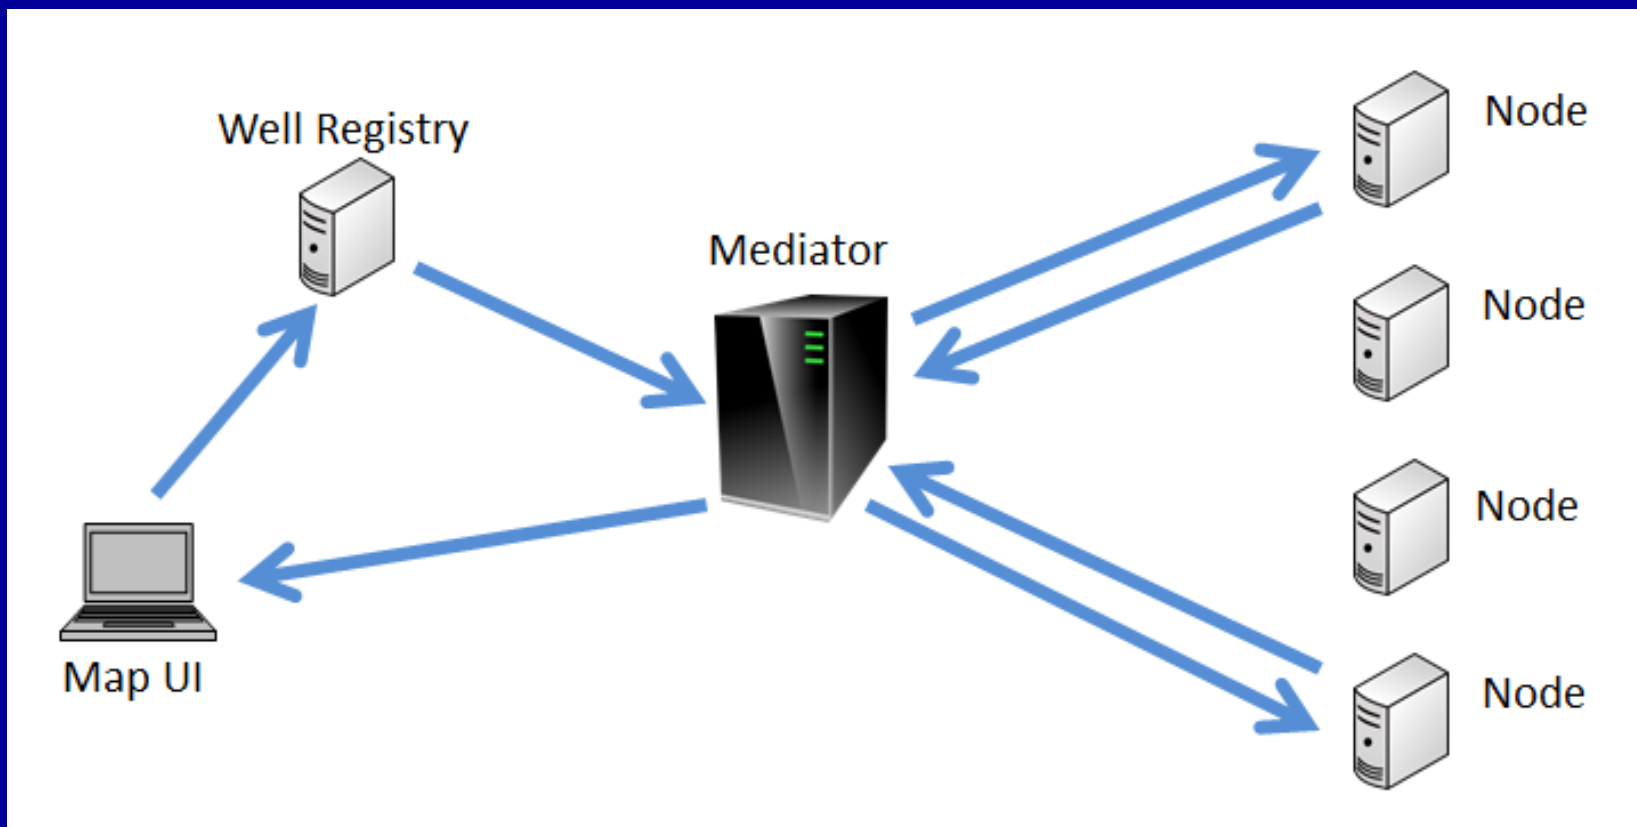 Well Registry
Mediator
Map UI
Node
Node
Node
Node